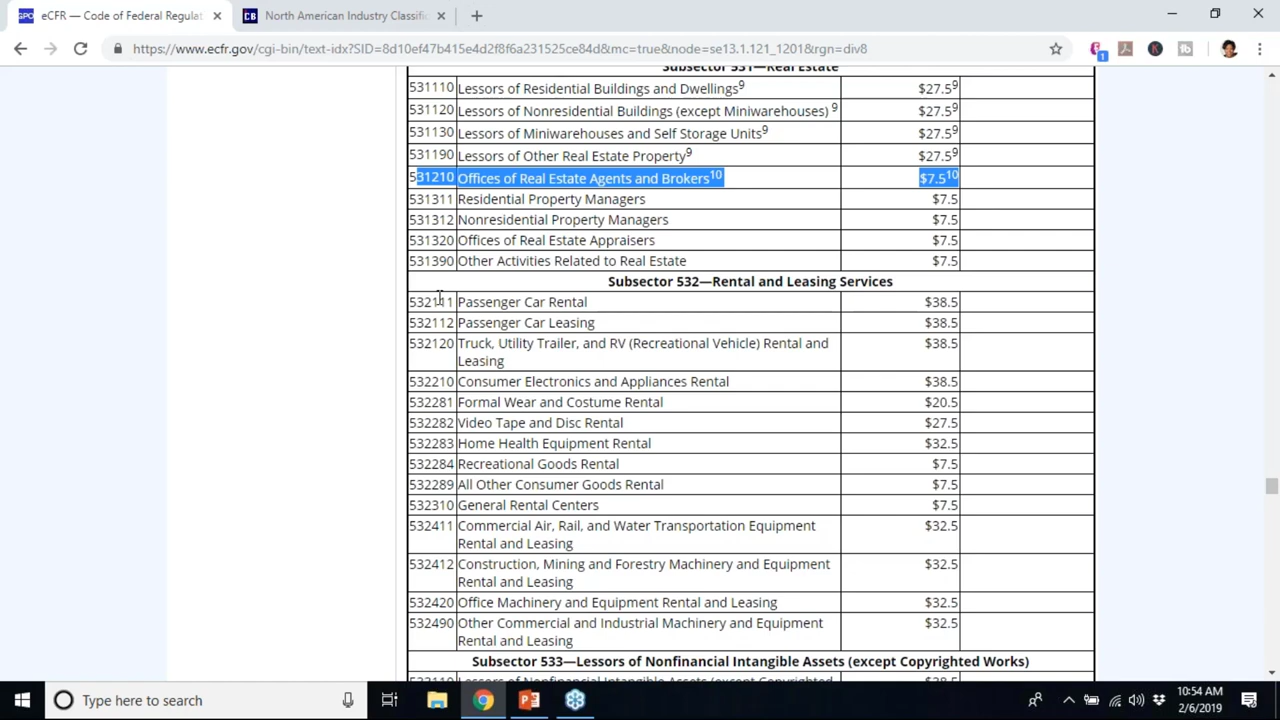 eCFR — Code of Federal Regulat
North American Industry Classific
https://www.ecfr.gov/cgi-bin/text-idx?SID=8d10ef47b415e4d2f8f6a231525ce84d&mc=true&node=se13.1.121_1201&rgn=div8
Subsector 531—Real Estate
531110 Lessors of Residential Buildings and Dwellings9 $27.59
531120 Lessors of Nonresidential Buildings (except Miniwarehouses) 9 $27.59
531130 Lessors of Miniwarehouses and Self Storage Units9 $27.59
531190 Lessors of Other Real Estate Property9 $27.59
531210 Offices of Real Estate Agents and Brokers10 $7.510
531311 Residential Property Managers $7.5
531312 Nonresidential Property Managers $7.5
531320 Offices of Real Estate Appraisers $7.5
531390 Other Activities Related to Real Estate $7.5
Subsector 532—Rental and Leasing Services
532111 Passenger Car Rental $38.5
532112 Passenger Car Leasing $38.5
532120 Truck, Utility Trailer, and RV (Recreational Vehicle) Rental and $38.5
Leasing
532210 Consumer Electronics and Appliances Rental $38.5
532281 Formal Wear and Costume Rental $20.5
532282 Video Tape and Disc Rental $27.5
532283 Home Health Equipment Rental $32.5
532284 Recreational Goods Rental $7.5
532289 All Other Consumer Goods Rental $7.5
532310 General Rental Centers $7.5
532411 Commercial Air, Rail, and Water Transportation Equipment $32.5
Rental and Leasing
532412 Construction, Mining and Forestry Machinery and Equipment $32.5
Rental and Leasing
532420 Office Machinery and Equipment Rental and Leasing $32.5
532490 Other Commercial and Industrial Machinery and Equipment $32.5
Rental and Leasing
Subsector 533—Lessors of Nonfinancial Intangible Assets (except Copyrighted Works)
Type here to search
10:54 AM
2/6/2019